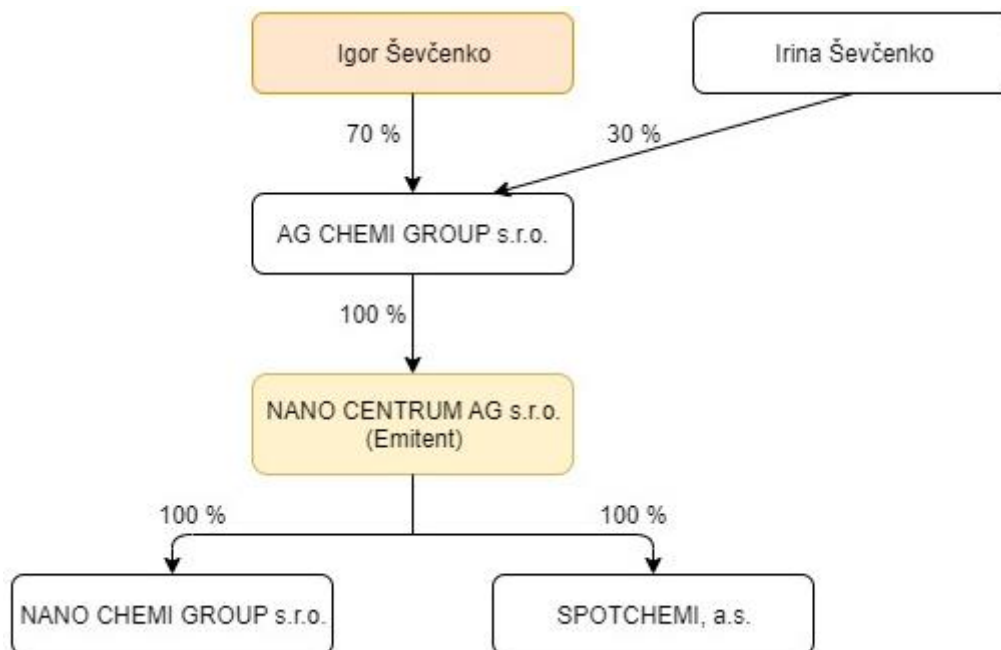 Igor Ševčenko
Irina Ševčenko
70 %
30 %
AG CHEMI GROUP s.r.o.
100 %
NANO CENTRUM AG s.r.o.
(Emitent)
100 %
100 %
NANO CHEMI GROUP s.r.o.
SPOTCHEMI, a.s.